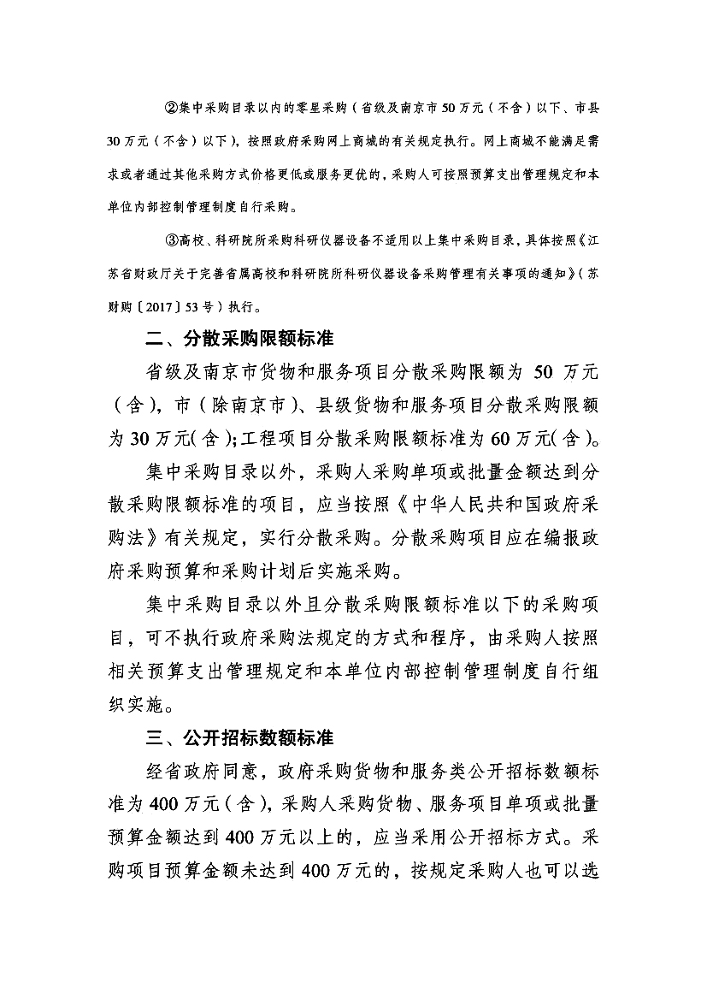 ②集中采购目录以内的零星采购（省级及南京市 50 万元（不含）以下、市县
30 万元（不含）以下），按照政府采购网上商城的有关规定执行。网上商城不能满足需
求或者通过其他采购方式价格更低或服务更优的，采购人可按照预算支出管理规定和本
单位内部控制管理制度自行采购。
③高校、科研院所采购科研仪器设备不适用以上集中采购目录，具体按照《江
苏省财政厅关于完善省属高校和科研院所科研仪器设备采购管理有关事项的通知》（苏
财购〔2017〕53 号）执行。
二、分散采购限额标准
省级及南京市货物和服务项目分散采购限额为 50 万元
（含），市（除南京市）、县级货物和服务项目分散采购限额
为 30 万元（含）；工程项目分散采购限额标准为 60 万元（含）。
集中采购目录以外，采购人采购单项或批量金额达到分
散采购限额标准的项目，应当按照《中华人民共和国政府采
购法》有关规定，实行分散采购。分散采购项目应在编报政
府采购预算和采购计划后实施采购。
集中采购目录以外且分散采购限额标准以下的采购项
目，可不执行政府采购法规定的方式和程序，由采购人按照
相关预算支出管理规定和本单位内部控制管理制度自行组
织实施。
三、公开招标数额标准
经省政府同意，政府采购货物和服务类公开招标数额标
准为 400 万元（含），采购人采购货物、服务项目单项或批量
预算金额达到 400 万元以上的，应当采用公开招标方式。采
购项目预算金额未达到 400 万元的，按规定采购人也可以选